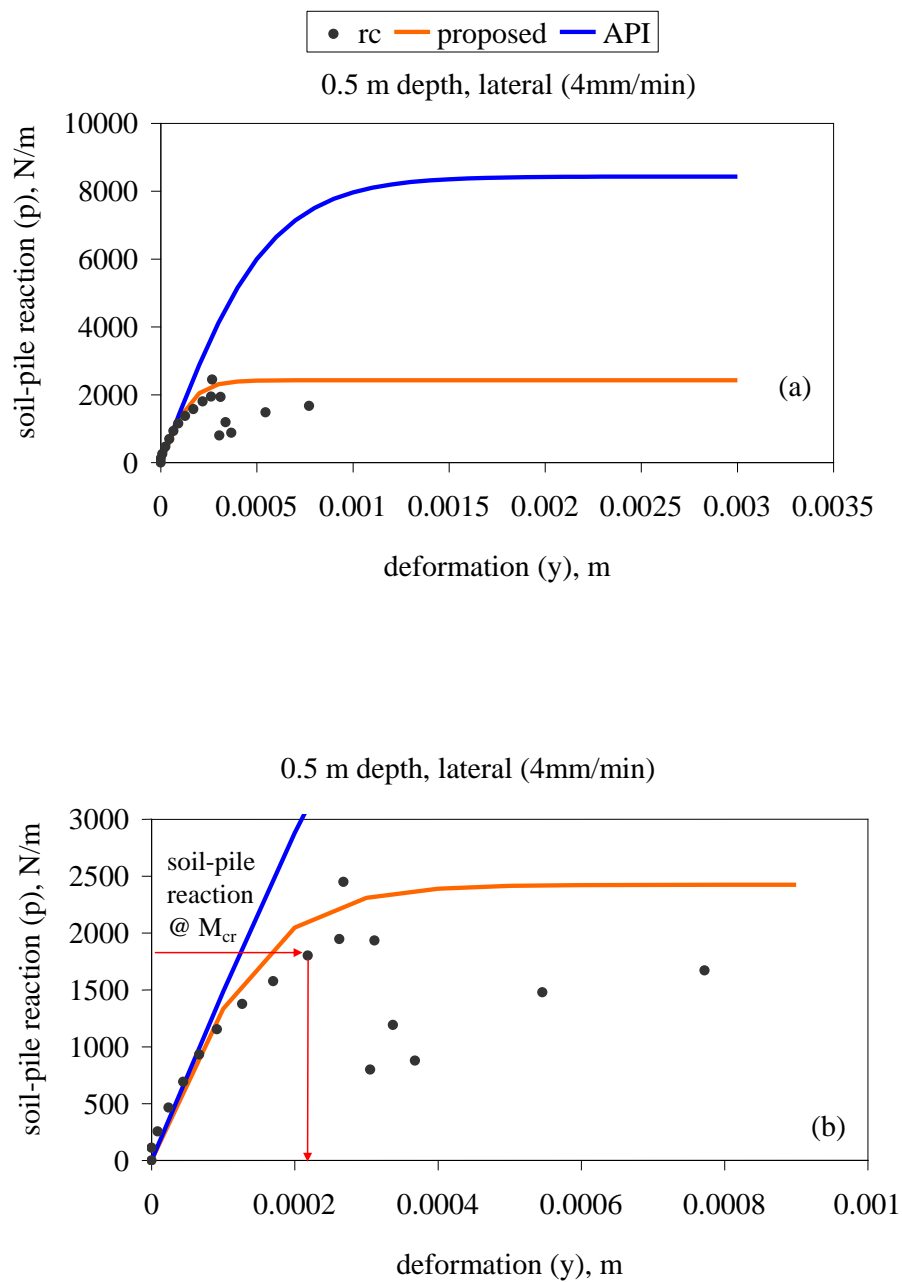 rc proposed API
0.5 m depth, lateral (4mm/min)
10000
8000
6000
4000
2000
0
soil-pile reaction (p), N/m
(a)
0 0.0005 0.001 0.0015 0.002 0.0025 0.003 0.0035
deformation (y), m
0.5 m depth, lateral (4mm/min)
3000
2500
2000
1500
1000
500
0
soil-pile reaction (p), N/m
soil-pile
reaction
@ Mcr
(b)
0 0.0002 0.0004 0.0006 0.0008 0.001
deformation (y), m